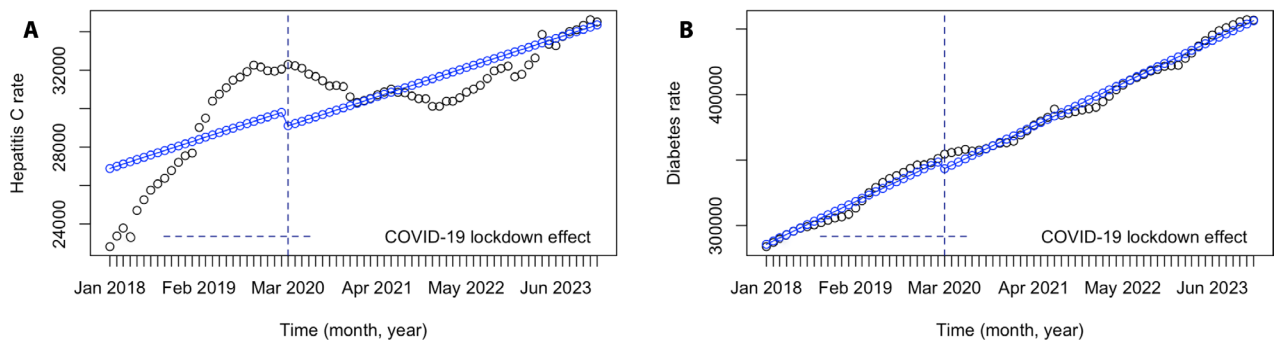 A
Hepatitis C rate
32000
28000
24000
COVID-19 lockdown effect
Jan 2018 Feb 2019 Mar 2020 Apr 2021 May 2022 Jun 2023
Time (month, year)
B
Diabetes rate
400000
300000
COVID-19 lockdown effect
Jan 2018 Feb 2019 Mar 2020 Apr 2021 May 2022 Jun 2023
Time (month, year)